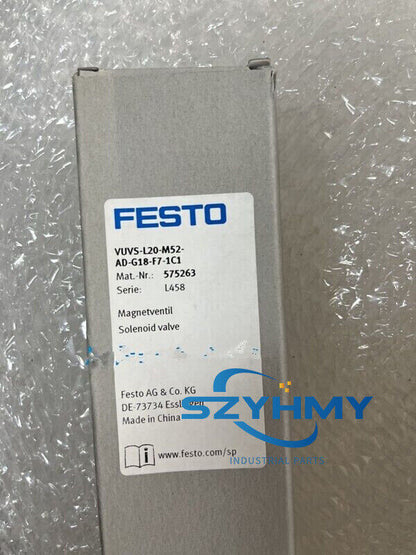 FESTO
VUVS-L20-M52-
AD-G18-F7-1C1
Mat.-Nr.: 575263
Serie: L458
Magnetventil
Solenoid valve
Festo AG & Co. KG
DE-73734 Esslingen
Made in China
SZYHMY
INDUSTRIAL PARTS
i www.festo.com/sp